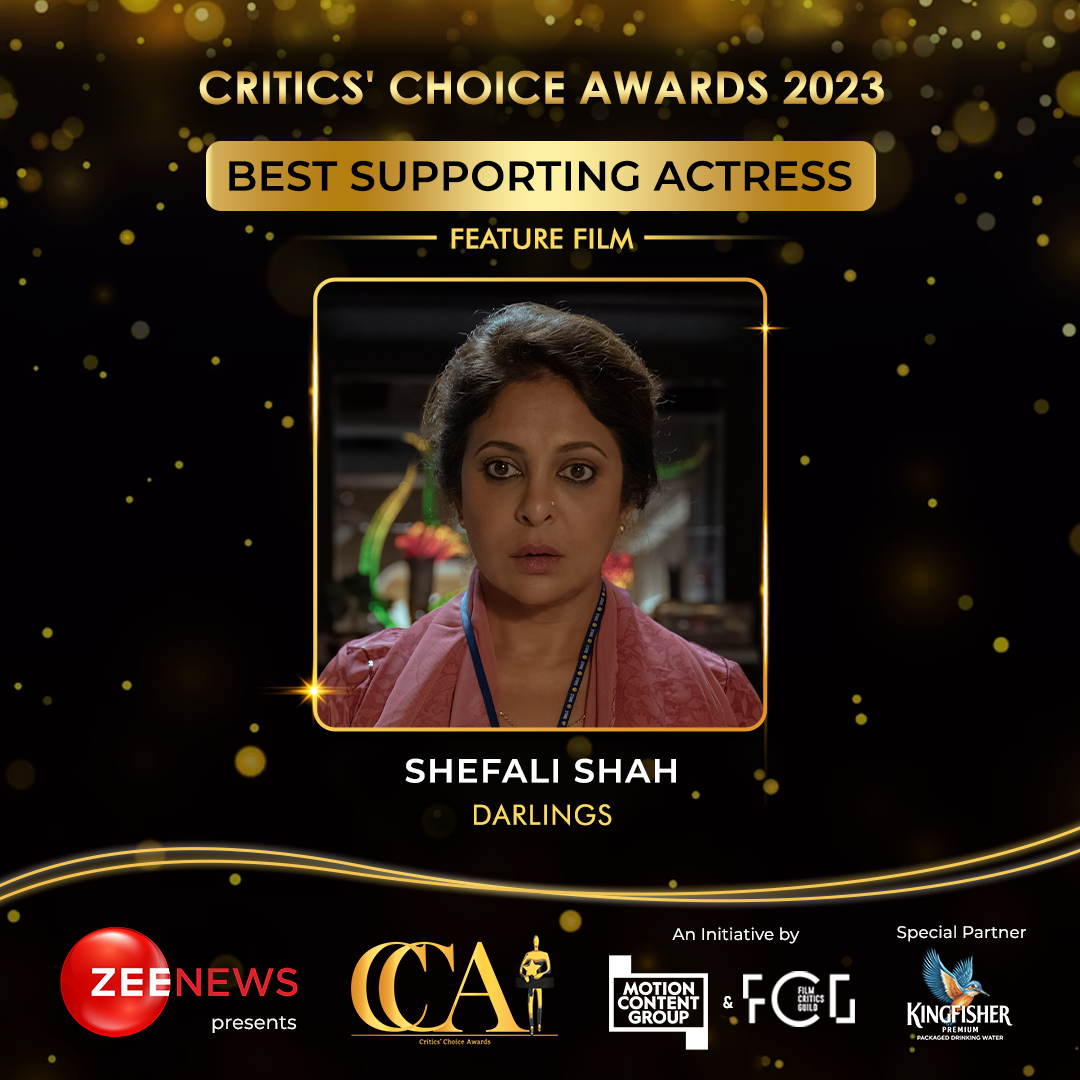 CRITICS' CHOICE AWARDS 2023
BEST SUPPORTING ACTRESS
FEATURE FILM
SHEFALI SHAH
DARLINGS
ZEENEWS
presents
CCA
Critics' Choice Awards
An Initiative by
MOTION
CONTENT
GROUP
&
FCG
FILM
CRITICS
GUILD
Special Partner
KINGFISHER
PREMIUM
PACKAGED DRINKING WATER